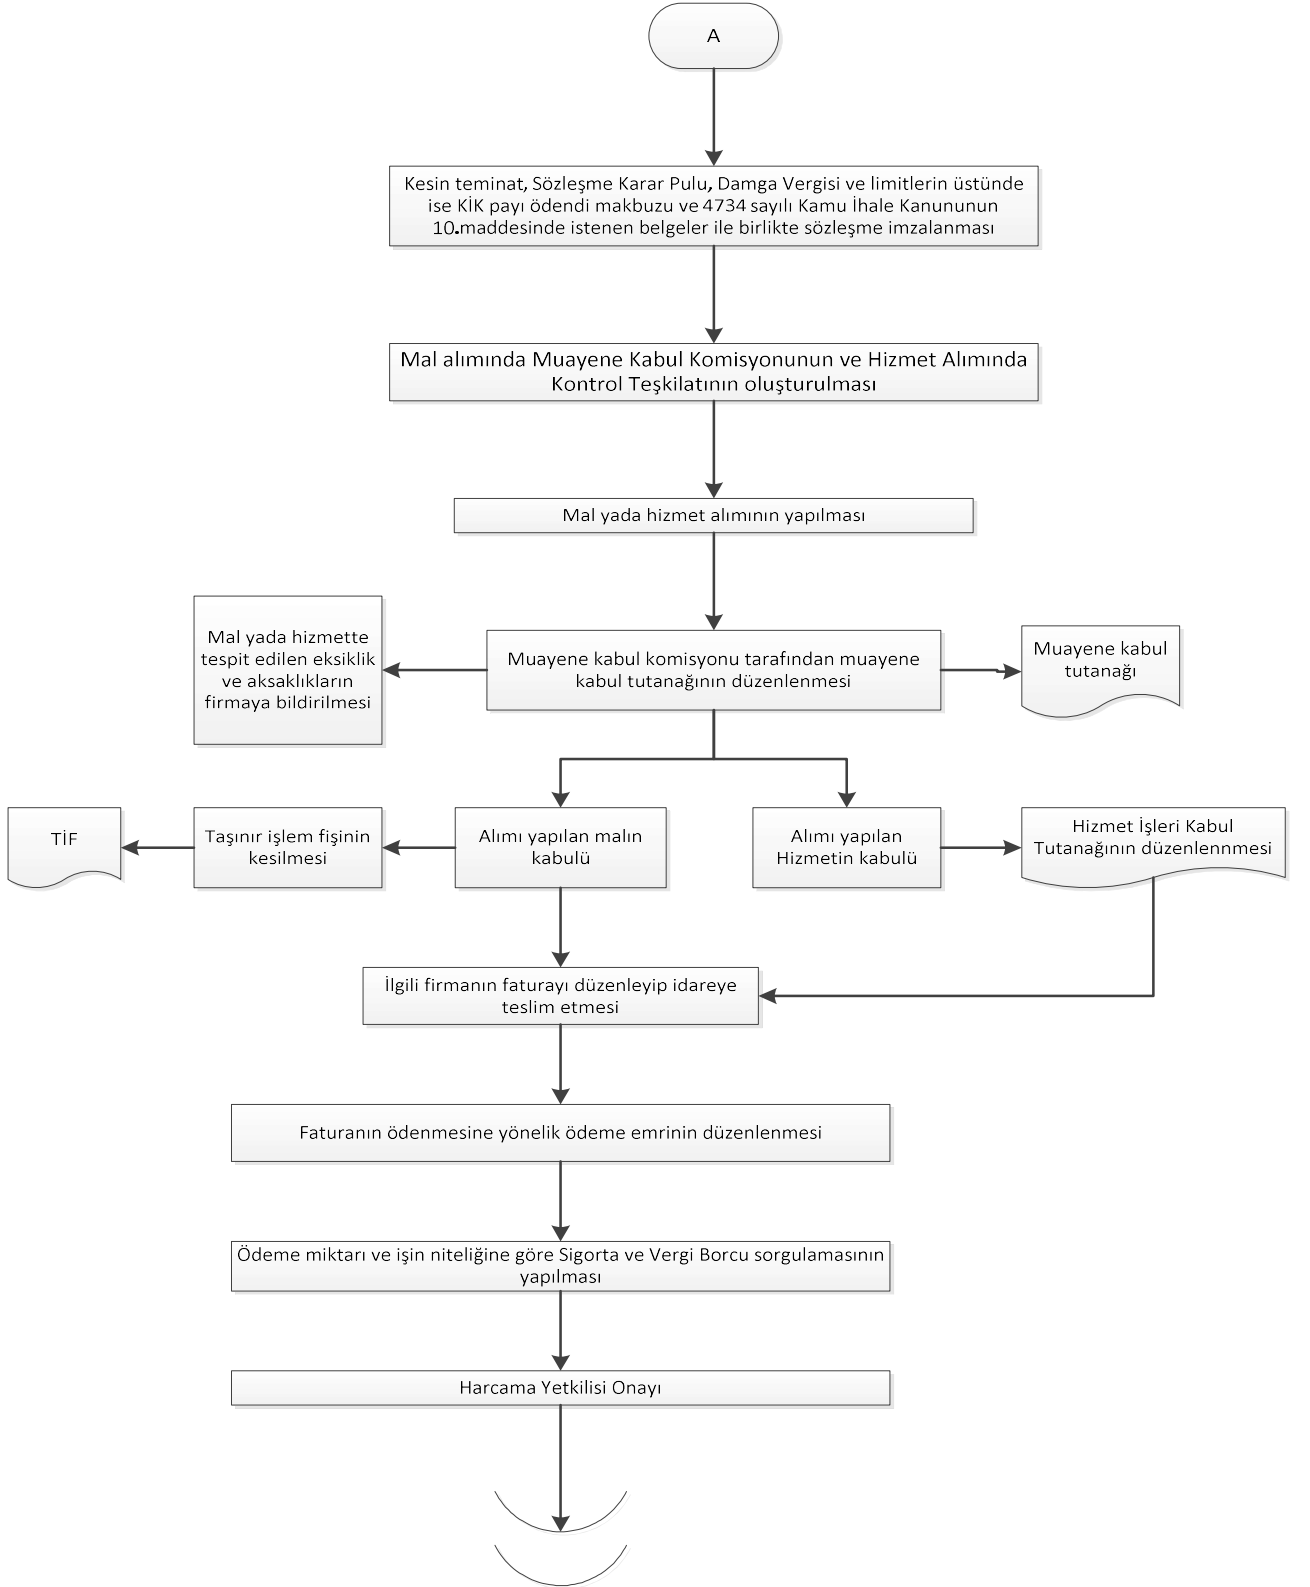 A
Kesin teminat, Sözleşme Karar Pulu, Damga Vergisi ve limitlerin üstünde
ise KİK payı ödendi makbuzu ve 4734 sayılı Kamu İhale Kanununun
10.maddesinde istenen belgeler ile birlikte sözleşme imzalanması
Mal alımında Muayene Kabul Komisyonunun ve Hizmet Alımında
Kontrol Teşkilatının oluşturulması
Mal yada hizmet alımının yapılması
Mal yada hizmette
tespit edilen eksiklik
ve aksaklıkların
firmaya bildirilmesi
Muayene kabul komisyonu tarafından muayene
kabul tutanağının düzenlenmesi
Muayene kabul
tutanağı
TİF
Taşınır işlem fişinin
kesilmesi
Alımı yapılan malın
kabulü
Alımı yapılan
Hizmetin kabulü
Hizmet İşleri Kabul
Tutanağının düzenlennmesi
İlgili firmanın faturayı düzenleyip idareye
teslim etmesi
Faturanın ödenmesine yönelik ödeme emrinin düzenlenmesi
Ödeme miktarı ve işin niteliğine göre Sigorta ve Vergi Borcu sorgulamasının
yapılması
Harcama Yetkilisi Onayı